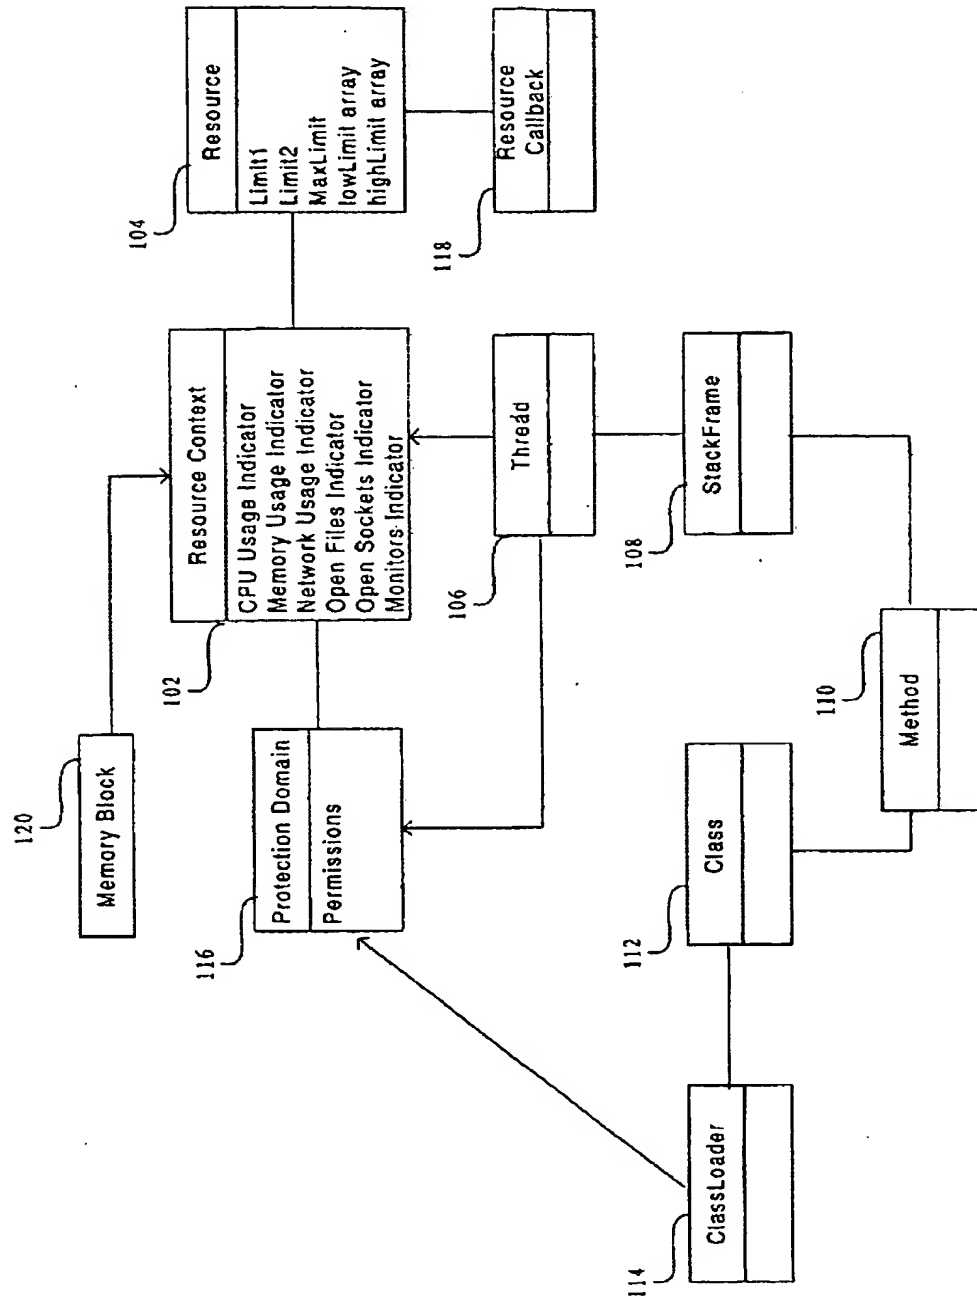 120
Memory Block
102
Resource Context
CPU Usage Indicator
Memory Usage Indicator
Network Usage Indicator
Open Files Indicator
Open Sockets Indicator
Monitors Indicator
104
Resource
Limit1
Limit2
MaxLimit
lowLimit array
highLimit array
116
Protection Domain
Permissions
106
Thread
118
Resource
Callback
114
ClassLoader
112
Class
108
StackFrame
110
Method